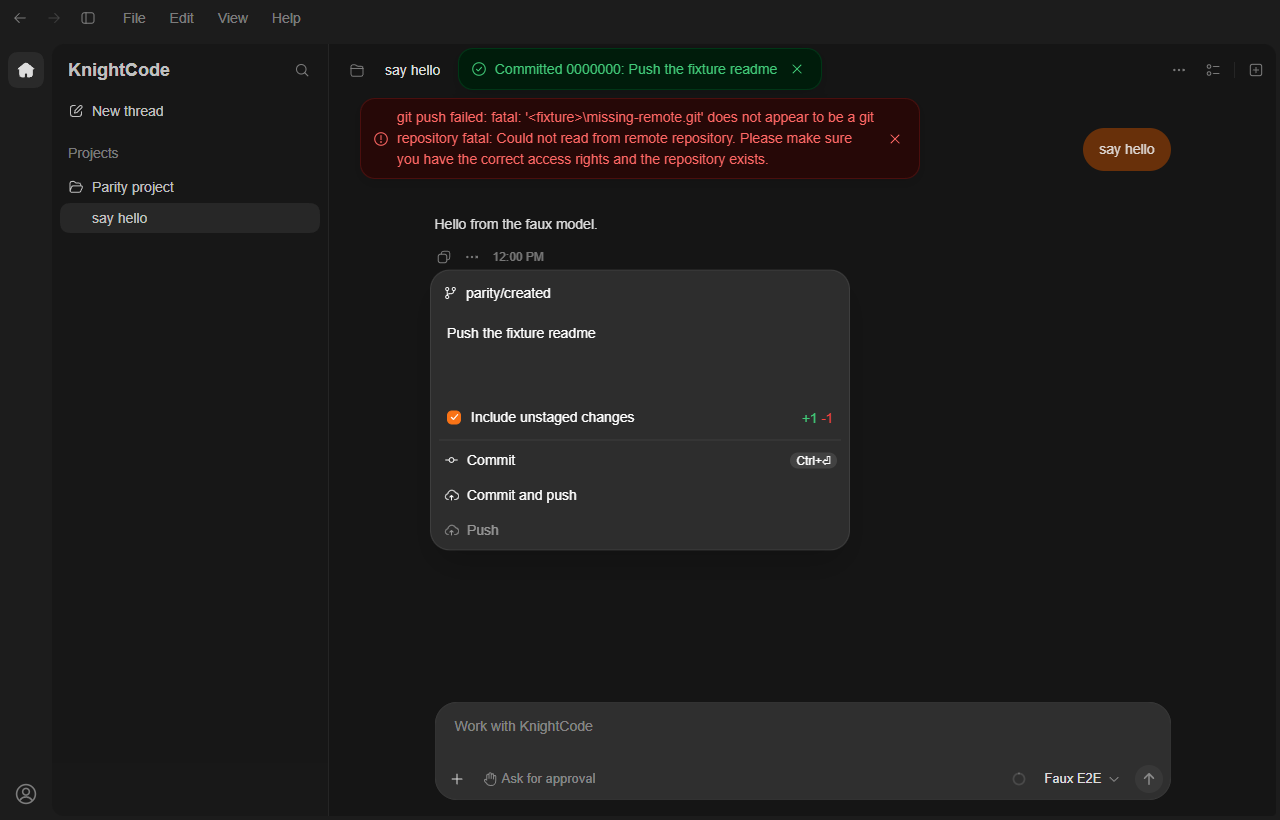 File Edit View Help
KnightCode
New thread
Projects
Parity project
say hello
say hello
Committed 0000000: Push the fixture readme
git push failed: fatal: '<fixture>\missing-remote.git' does not appear to be a git
repository fatal: Could not read from remote repository. Please make sure
you have the correct access rights and the repository exists.
say hello
Hello from the faux model.
12:00 PM
parity/created
Push the fixture readme
Include unstaged changes +1 -1
Commit Ctrl+⏎
Commit and push
Push
Work with KnightCode
Ask for approval Faux E2E